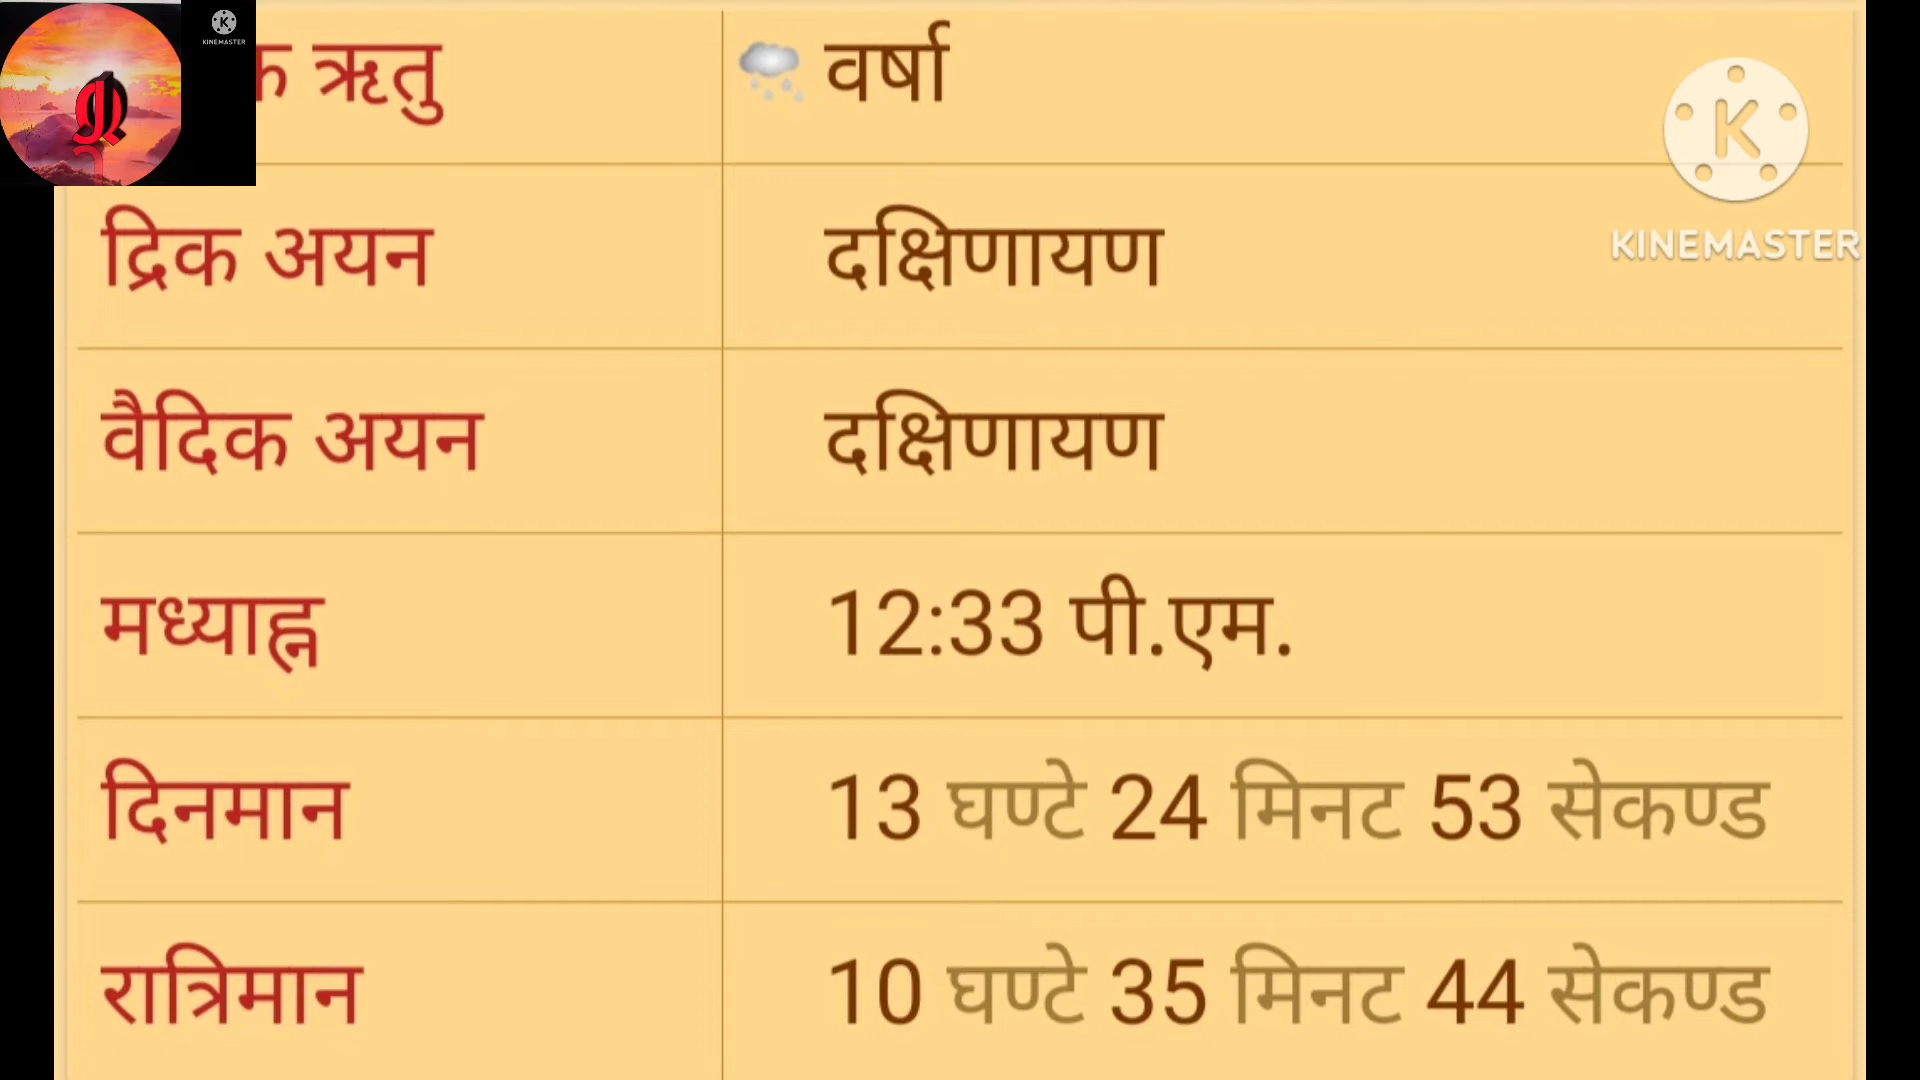 KINEMASTER
ऋतु वर्षा
KINEMASTER
द्रिक अयन दक्षिणायण
वैदिक अयन दक्षिणायण
मध्याह्न 12:33 पी.एम.
दिनमान 13 घण्टे 24 मिनट 53 सेकण्ड
रात्रिमान 10 घण्टे 35 मिनट 44 सेकण्ड